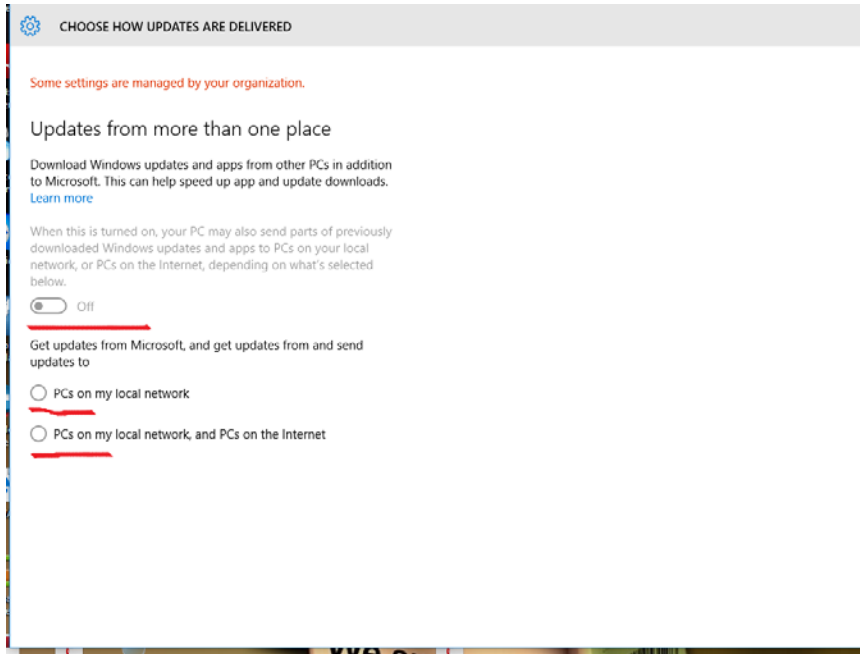 CHOOSE HOW UPDATES ARE DELIVERED
Some settings are managed by your organization.
Updates from more than one place
Download Windows updates and apps from other PCs in addition
to Microsoft. This can help speed up app and update downloads.
Learn more
When this is turned on, your PC may also send parts of previously
downloaded Windows updates and apps to PCs on your local
network, or PCs on the Internet, depending on what's selected
below.
Off
Get updates from Microsoft, and get updates from and send
updates to
PCs on my local network
PCs on my local network, and PCs on the Internet